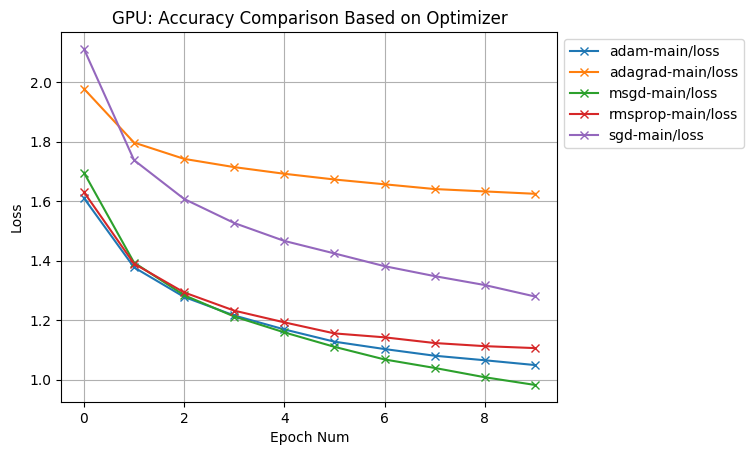 GPU: Accuracy Comparison Based on Optimizer
adam-main/loss
adagrad-main/loss
msgd-main/loss
rmsprop-main/loss
sgd-main/loss
Loss
2.0
1.8
1.6
1.4
1.2
1.0
0 2 4 6 8
Epoch Num